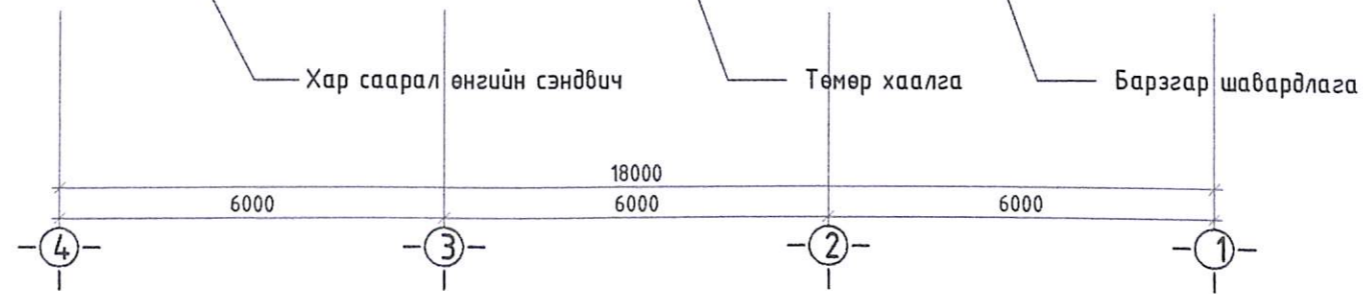 Хар саарал өнгийн сэндвич
Төмөр хаалга
Барзгар шавардлага
18000
6000
6000
6000
4
3
2
1